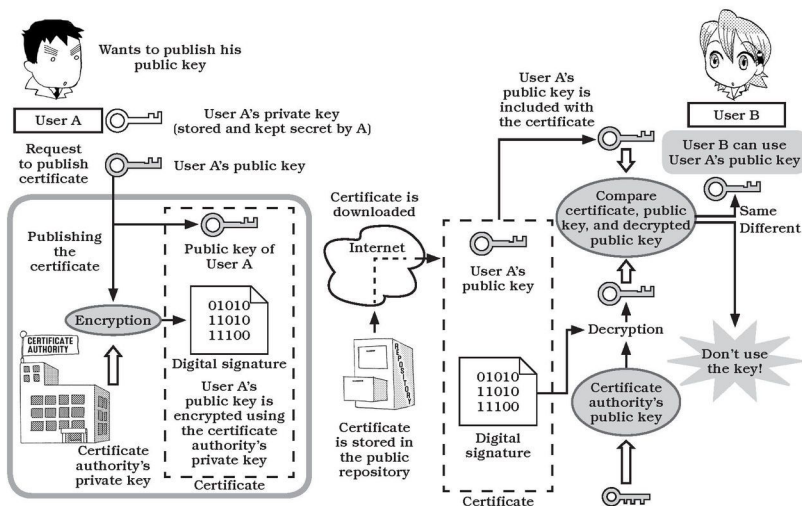 Wants to publish his
public key
User A
User A's private key
(stored and kept secret by A)
Request
to publish
certificate
User A's public key
Publishing
the
certificate
Public key of
User A
Encryption
01010
11010
11100
Digital signature
CERTIFICATE
AUTHORITY
User A's
public key is
encrypted using
the certificate
authority's
private key
Certificate
authority's
private key
Certificate
Certificate is
downloaded
Internet
REPOSITORY
Certificate
is stored in
the public
repository
User A's
public key is
included with
the certificate
User A's
public key
01010
11010
11100
Digital
signature
Certificate
User B
User B can use
User A's public key
Compare
certificate, public
key, and decrypted
public key
Same
Different
Decryption
Certificate
authority's
public key
Don't use
the key!